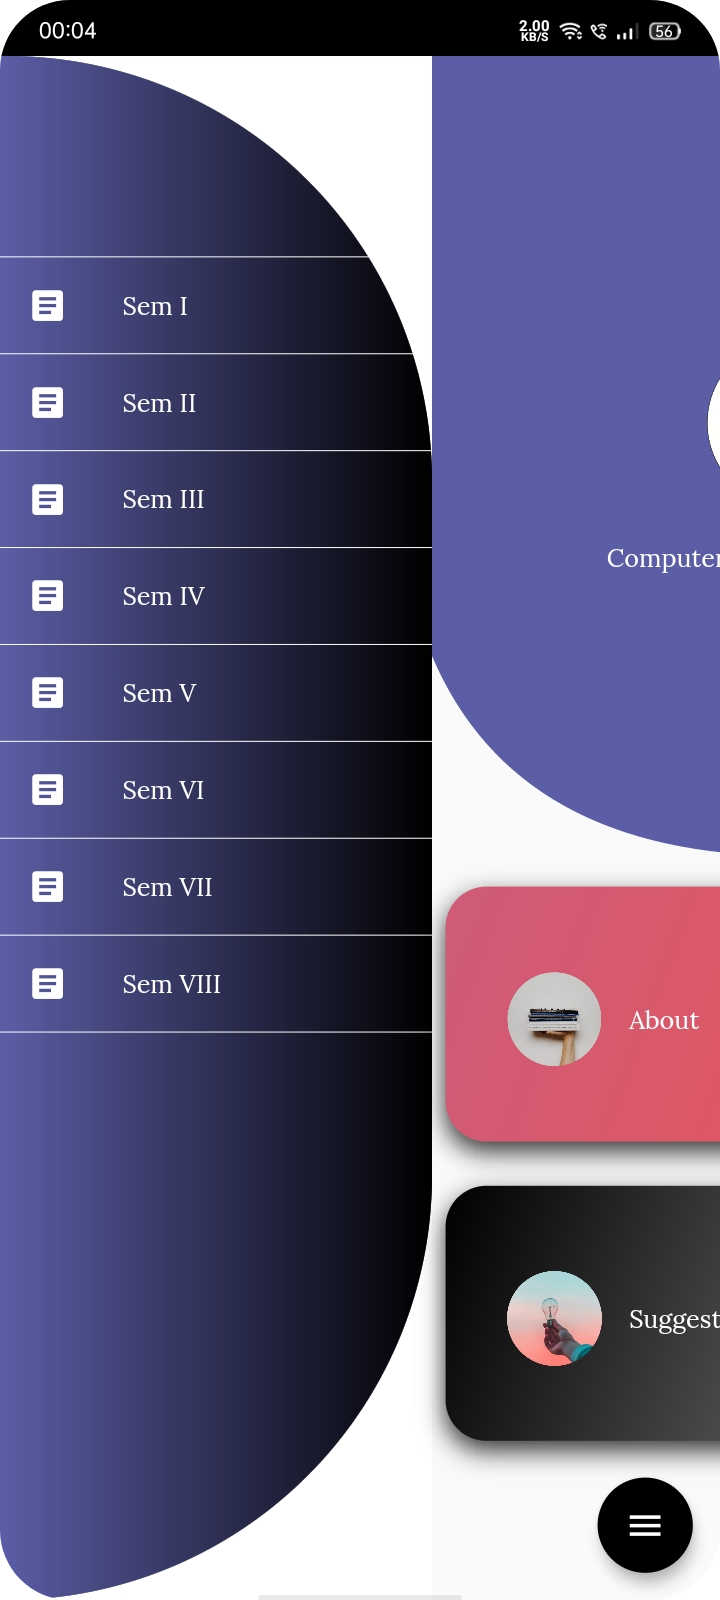 00:04
2.00
KB/S
56
Sem I
Sem II
Sem III
Sem IV
Sem V
Sem VI
Sem VII
Sem VIII
Computer
About
Suggest